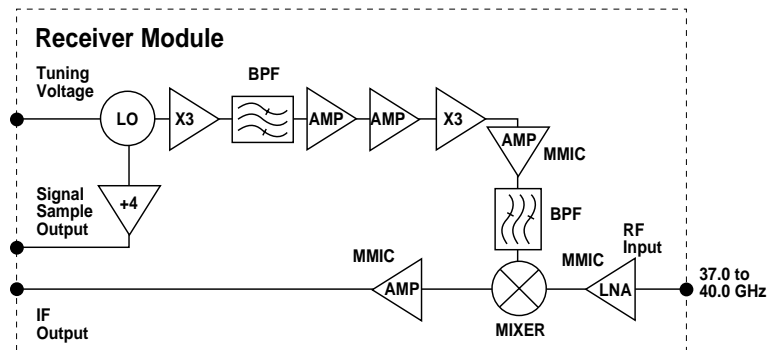 Receiver Module
Tuning
Voltage
BPF
LO
X3
AMP
AMP
X3
AMP
MMIC
Signal
Sample
Output
+4
BPF
RF
Input
MMIC
MMIC
AMP
LNA
37.0 to
40.0 GHz
MIXER
IF
Output